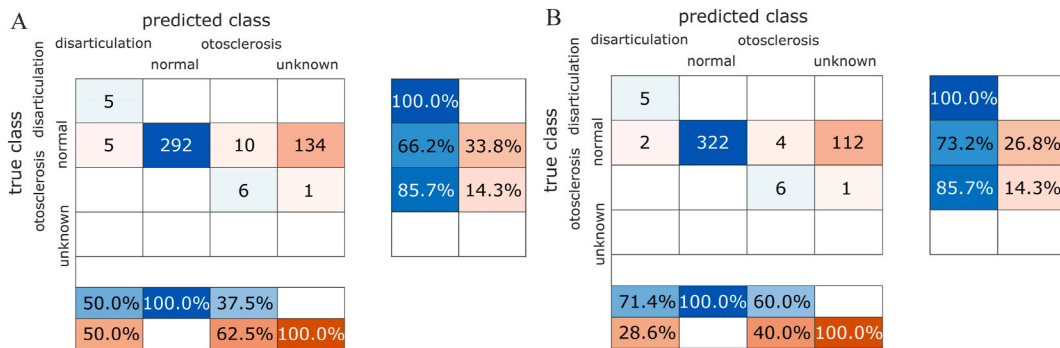 A
predicted class
disarticulation
otosclerosis
normal
unknown
true class
disarticulation
normal
otosclerosis
unknown
5
5 292 10 134
6 1
100.0%
66.2% 33.8%
85.7% 14.3%
50.0% 100.0% 37.5%
50.0% 62.5% 100.0%
B
predicted class
disarticulation
otosclerosis
normal
unknown
true class
disarticulation
normal
otosclerosis
unknown
5
2 322 4 112
6 1
100.0%
73.2% 26.8%
85.7% 14.3%
71.4% 100.0% 60.0%
28.6% 40.0% 100.0%